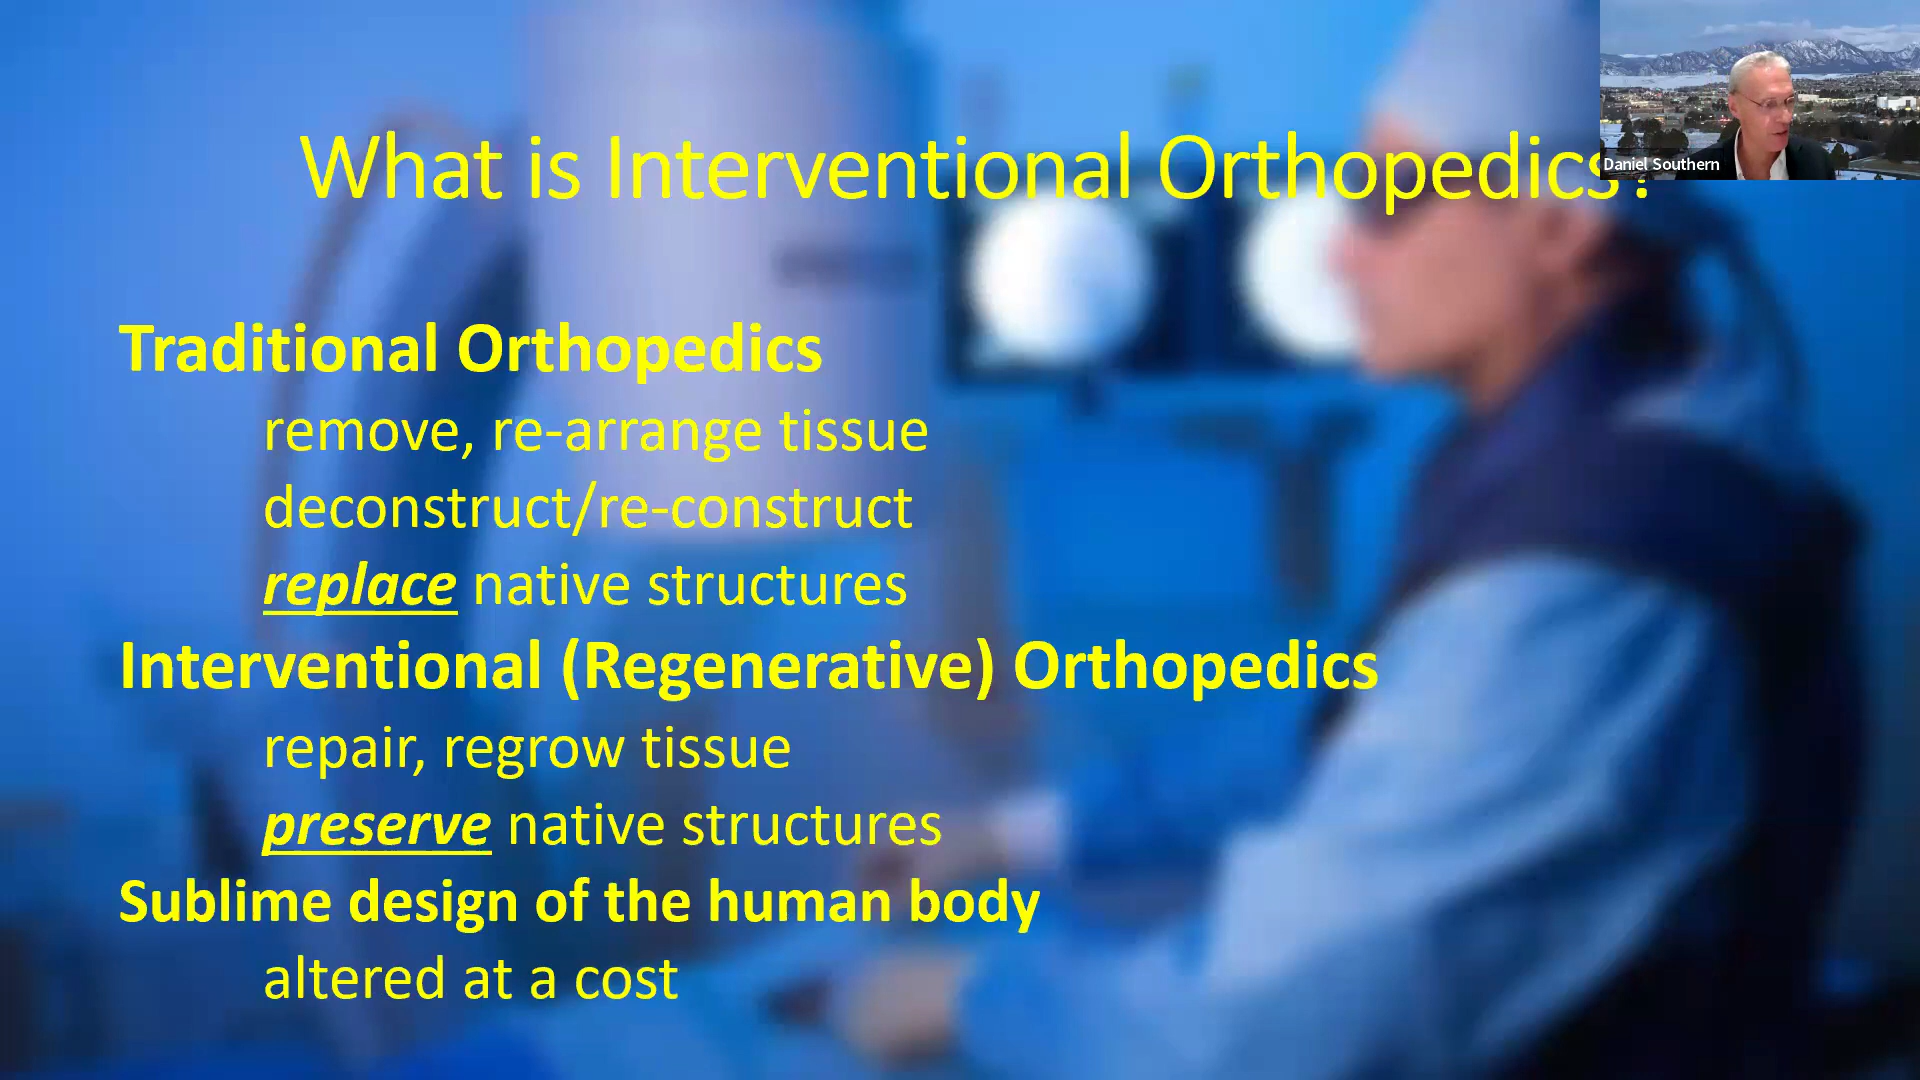 What is Interventional Orthopedics?
Daniel Southern
Traditional Orthopedics
remove, re-arrange tissue
deconstruct/re-construct
replace native structures
Interventional (Regenerative) Orthopedics
repair, regrow tissue
preserve native structures
Sublime design of the human body
altered at a cost